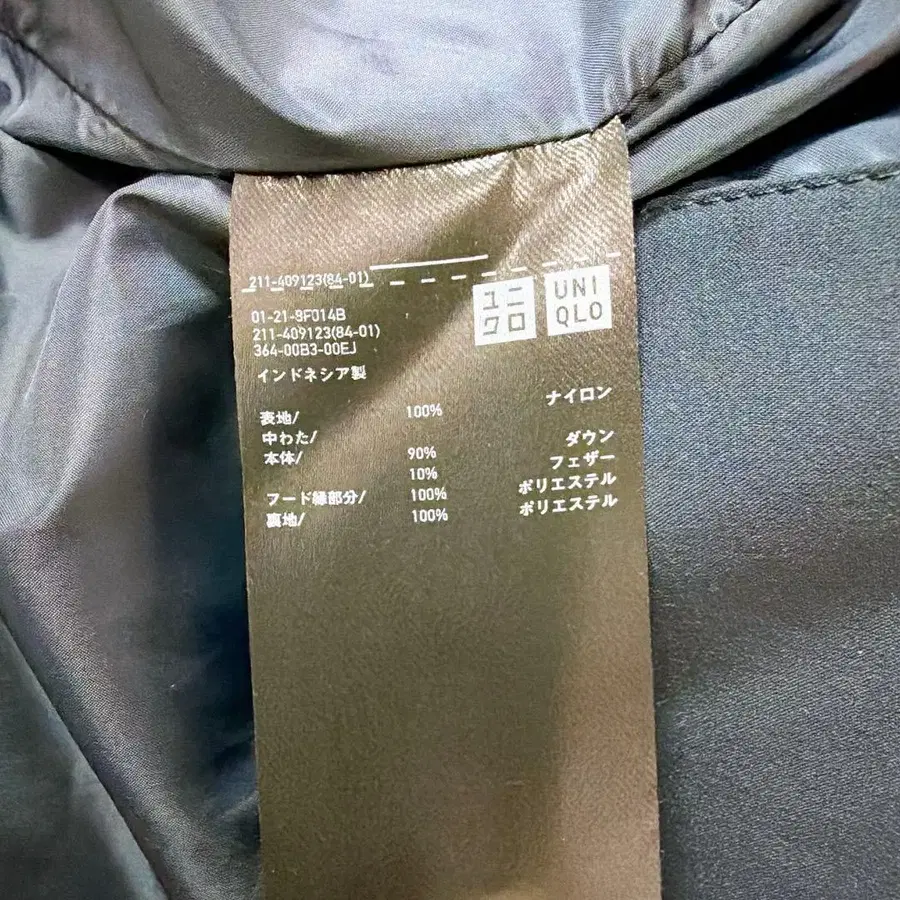 211-409123(84-01)
ユニ
クロ
UNI
QLO
01-21-9F014B
211-409123(84-01)
364-00B3-00EJ
インドネシア製
表地/ 100% ナイロン
中わた/
本体/ 90% ダウン
10% フェザー
フード縁部分/ 100% ポリエステル
裏地/ 100% ポリエステル